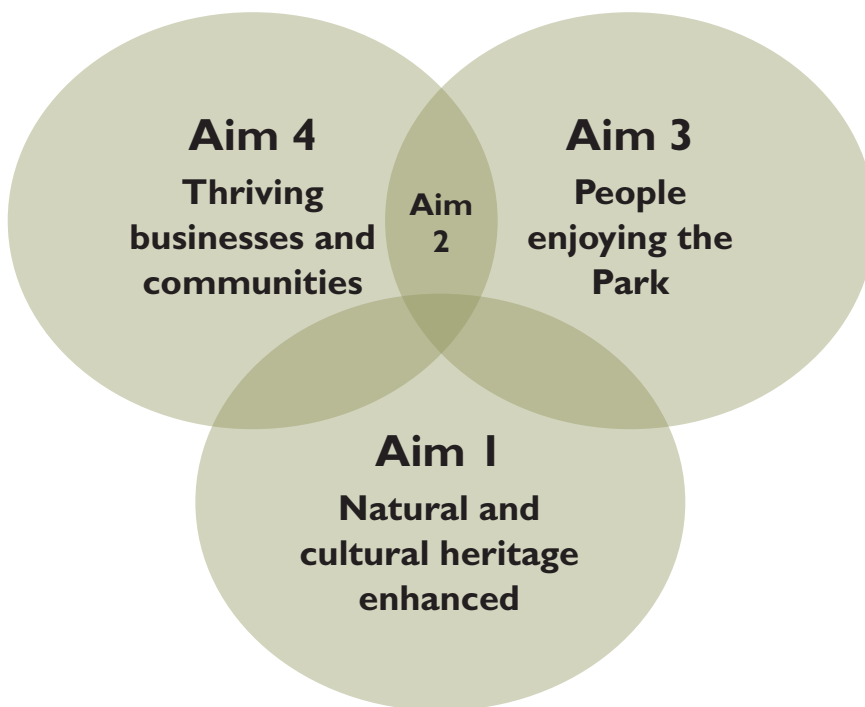 Aim 4
Thriving
businesses and
communities
Aim
2
Aim 3
People
enjoying the
Park
Aim 1
Natural and
cultural heritage
enhanced